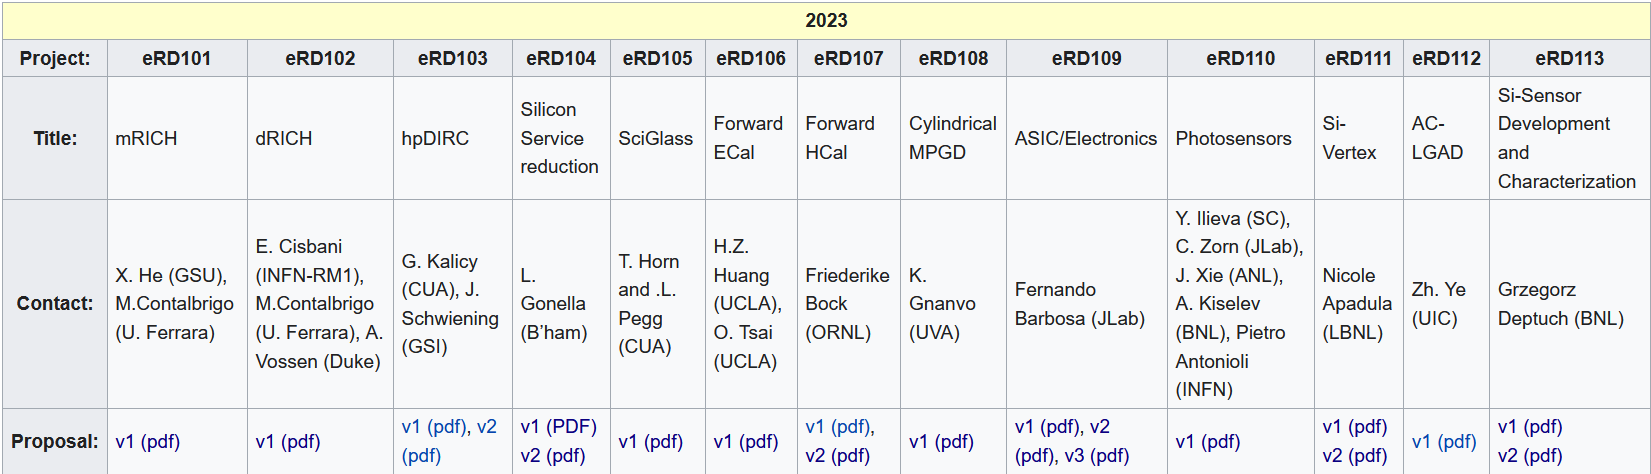 2023
Project: eRD101 eRD102 eRD103 eRD104 eRD105 eRD106 eRD107 eRD108 eRD109 eRD110 eRD111 eRD112 eRD113
Title:
mRICH
dRICH
hpDIRC
Silicon
Service
reduction
SciGlass
Forward
ECal
Forward
HCal
Cylindrical
MPGD
ASIC/Electronics
Photosensors
Si-
Vertex
AC-
LGAD
Si-Sensor
Development
and
Characterization
Contact:
X. He (GSU),
M.Contalbrigo
(U. Ferrara)
E. Cisbani
(INFN-RM1),
M.Contalbrigo
(U. Ferrara), A.
Vossen (Duke)
G. Kalicy
(CUA), J.
Schwiening
(GSI)
L.
Gonella
(B’ham)
T. Horn
and .L.
Pegg
(CUA)
H.Z.
Huang
(UCLA),
O. Tsai
(UCLA)
Friederike
Bock
(ORNL)
K.
Gnanvo
(UVA)
Fernando
Barbosa (JLab)
Y. Ilieva (SC),
C. Zorn (JLab),
J. Xie (ANL),
A. Kiselev
(BNL), Pietro
Antonioli
(INFN)
Nicole
Apadula
(LBNL)
Zh. Ye
(UIC)
Grzegorz
Deptuch (BNL)
Proposal:
v1 (pdf)
v1 (pdf)
v1 (pdf), v2
(pdf)
v1 (PDF)
v2 (pdf)
v1 (pdf)
v1 (pdf)
v1 (pdf),
v2 (pdf)
v1 (pdf)
v1 (pdf), v2
(pdf), v3 (pdf)
v1 (pdf)
v1 (pdf)
v2 (pdf)
v1 (pdf)
v1 (pdf)
v2 (pdf)